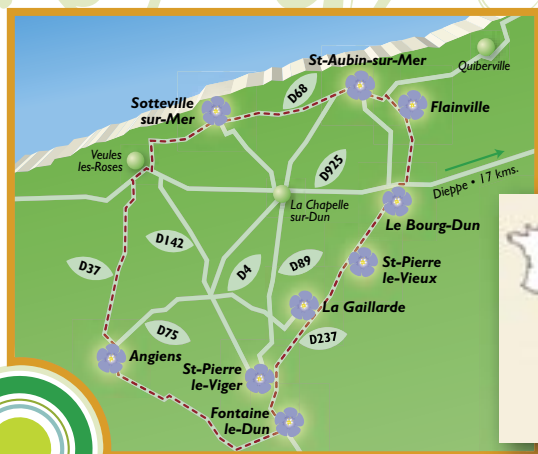 St-Aubin-sur-Mer
Quiberville
D68
Sotteville
sur-Mer
Flainville
Veules
les-Roses
D925
Dieppe • 17 kms.
La Chapelle
sur-Dun
Le Bourg-Dun
D142
D37
D4
D89
St-Pierre
le-Vieux
La Gaillarde
D75
D237
Angiens
St-Pierre
le-Viger
Fontaine
le-Dun